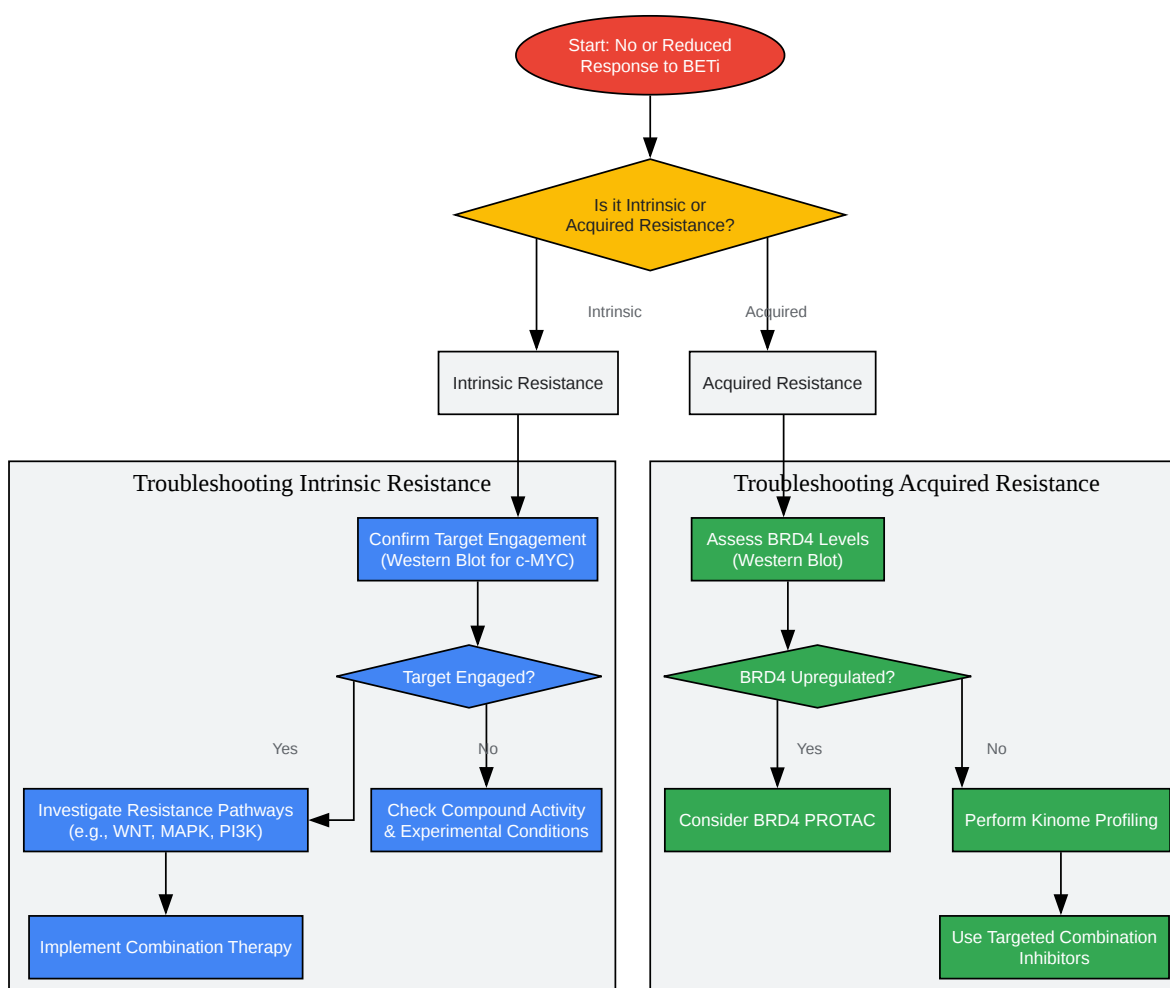 Start: No or Reduced
Response to BETi
Is it Intrinsic or
Acquired Resistance?
Intrinsic
Acquired
Intrinsic Resistance
Acquired Resistance
Troubleshooting Intrinsic Resistance
Troubleshooting Acquired Resistance
Confirm Target Engagement
(Western Blot for c-MYC)
Assess BRD4 Levels
(Western Blot)
Target Engaged?
BRD4 Upregulated?
Yes
No
Yes
No
Investigate Resistance Pathways
(e.g., WNT, MAPK, PI3K)
Check Compound Activity
& Experimental Conditions
Consider BRD4 PROTAC
Perform Kinome Profiling
Implement Combination Therapy
Use Targeted Combination
Inhibitors